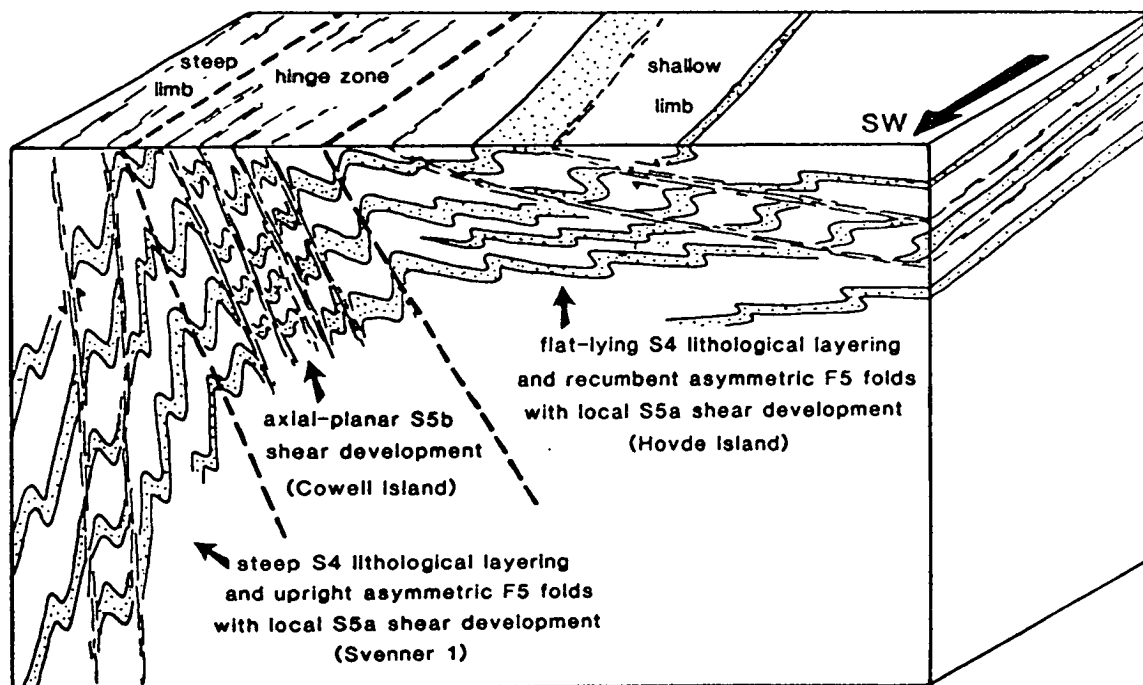 steep
limb
hinge zone
shallow
limb
SW
flat-lying S4 lithological layering
and recumbent asymmetric F5 folds
with local S5a shear development
(Hovde Island)
axial-planar S5b
shear development
(Cowell Island)
steep S4 lithological layering
and upright asymmetric F5 folds
with local S5a shear development
(Svenner 1)